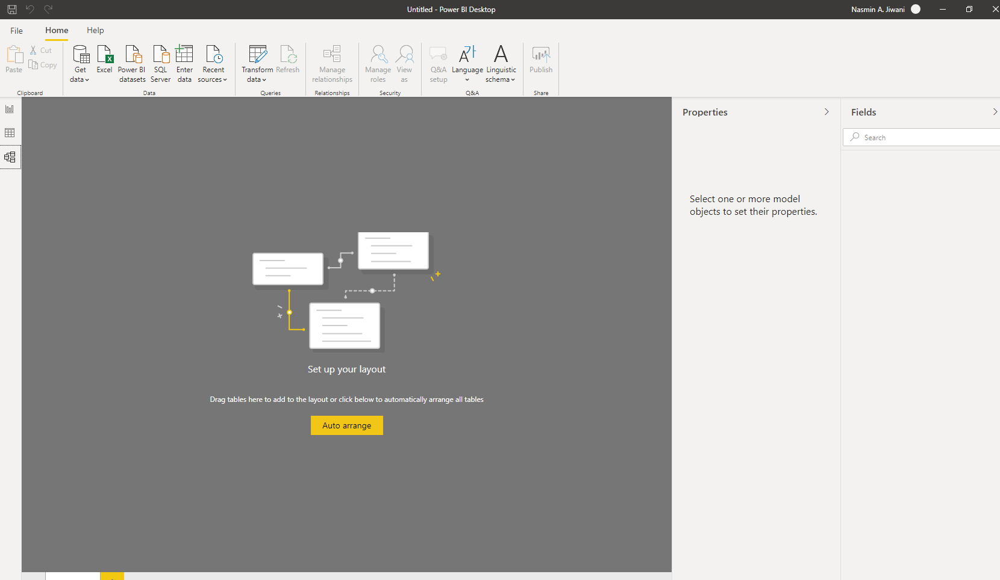 Untitled - Power BI Desktop
Nasmin A. Jiwani
File
Home
Help
Paste
Cut
Copy
Clipboard
Get
data
Excel
Power BI
datasets
SQL
Server
Enter
data
Recent
sources
Data
Transform
data
Refresh
Queries
Manage
relationships
Relationships
Manage
roles
View
as
Security
Q&A
setup
Language
Linguistic
schema
Q&A
Publish
Share
Properties
Select one or more model
objects to set their properties.
Fields
Search
Set up your layout
Drag tables here to add to the layout or click below to automatically arrange all tables
Auto arrange